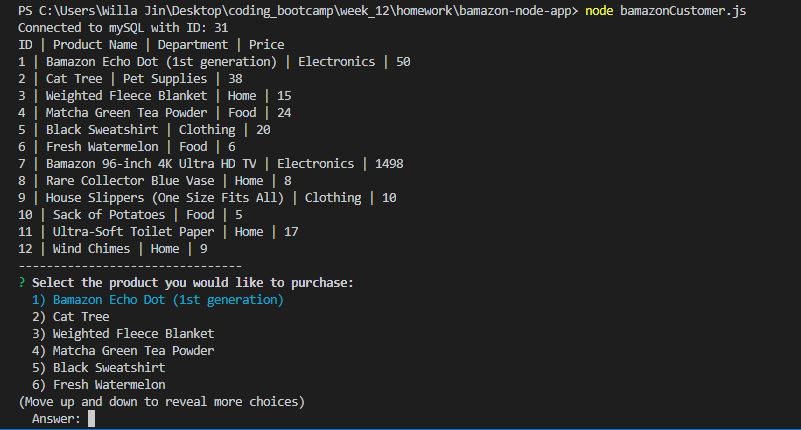 PS C:\Users\Willa Jin\Desktop\coding_bootcamp\week_12\homework\bamazon-node-app> node bamazonCustomer.js
Connected to mySQL with ID: 31
ID | Product Name | Department | Price
1 | Bamazon Echo Dot (1st generation) | Electronics | 50
2 | Cat Tree | Pet Supplies | 38
3 | Weighted Fleece Blanket | Home | 15
4 | Matcha Green Tea Powder | Food | 24
5 | Black Sweatshirt | Clothing | 20
6 | Fresh Watermelon | Food | 6
7 | Bamazon 96-inch 4K Ultra HD TV | Electronics | 1498
8 | Rare Collector Blue Vase | Home | 8
9 | House Slippers (One Size Fits All) | Clothing | 10
10 | Sack of Potatoes | Food | 5
11 | Ultra-Soft Toilet Paper | Home | 17
12 | Wind Chimes | Home | 9
--------------------------------
? Select the product you would like to purchase:
1) Bamazon Echo Dot (1st generation)
2) Cat Tree
3) Weighted Fleece Blanket
4) Matcha Green Tea Powder
5) Black Sweatshirt
6) Fresh Watermelon
(Move up and down to reveal more choices)
Answer: